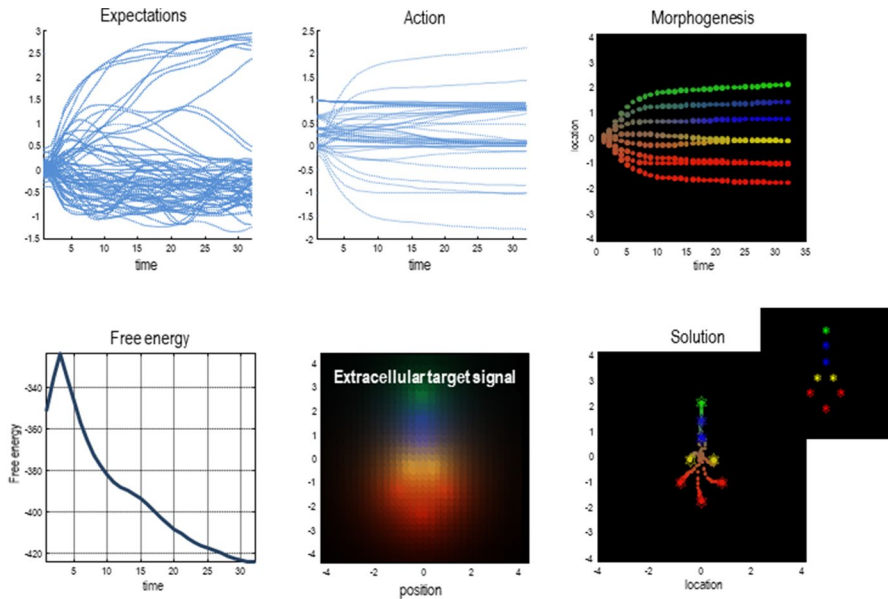 Expectations
3
2.5
2
1.5
1
0.5
0
-0.5
-1
-1.5
5 10 15 20 25 30
time
Action
2.5
2
1.5
1
0.5
0
-0.5
-1
-1.5
-2
5 10 15 20 25 30
time
Morphogenesis
location
4
3
2
1
0
-1
-2
-3
-4
0 5 10 15 20 25 30 35
time
Free energy
Free energy
-340
-360
-380
-400
-420
5 10 15 20 25 30
time
Extracellular target signal
4
3
2
1
0
-1
-2
-3
-4
-4 -2 0 2 4
position
Solution
4
3
2
1
0
-1
-2
-3
-4
-4 -2 0 2 4
location